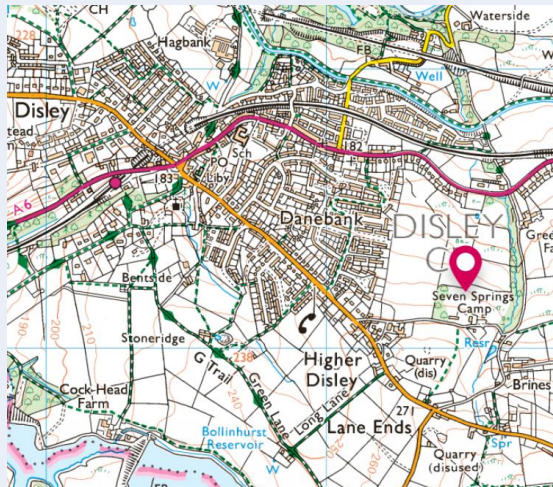 CH
228
Hagbank
Waterside
FB
Well
W
Disley
182
Sch
PO
Liby
183
A 6
Danebank
DISLEY
C
Seven Springs
Camp
Bentside
Stoneridge
238
G Trail
Green Lane
240
Higher
Disley
Quarry
(dis)
Resr
Brines
190
200
210
Cock-Head
Farm
Long Lane
271
Lane Ends
Bollinhurst
Reservoir
W
250
260
Quarry
(disused)
Spr